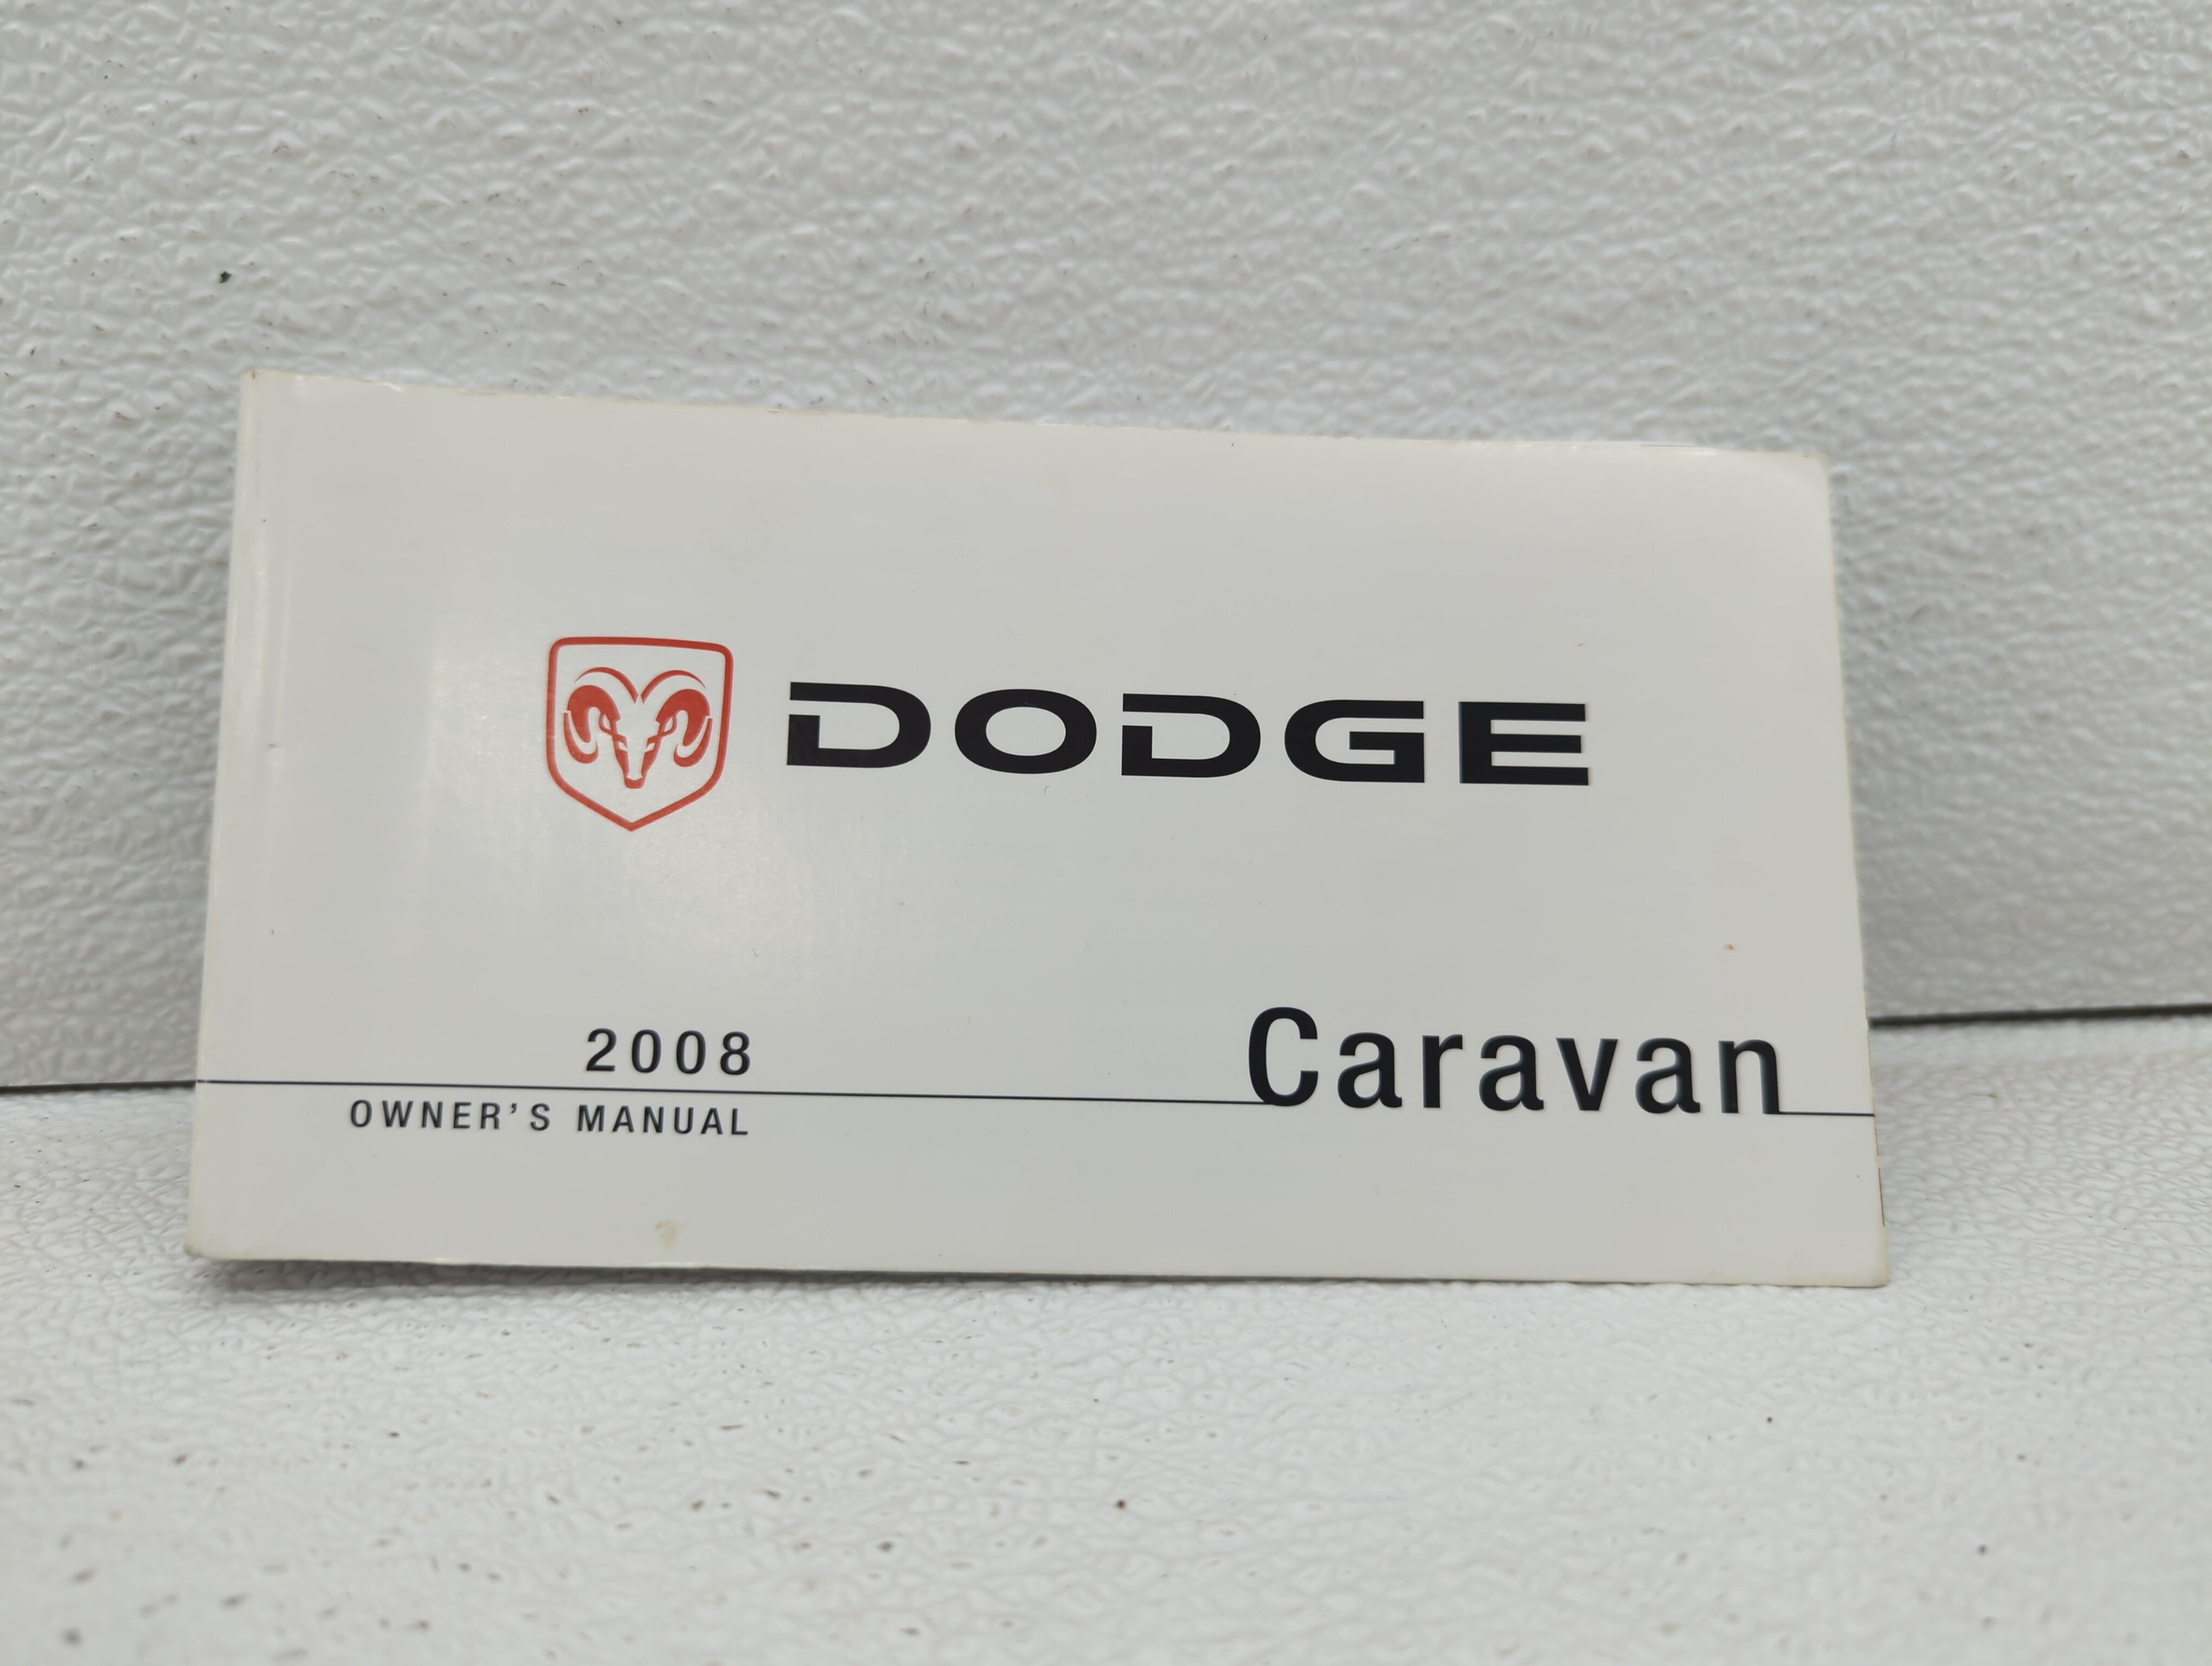 DODGE
2008
Caravan
OWNER'S MANUAL